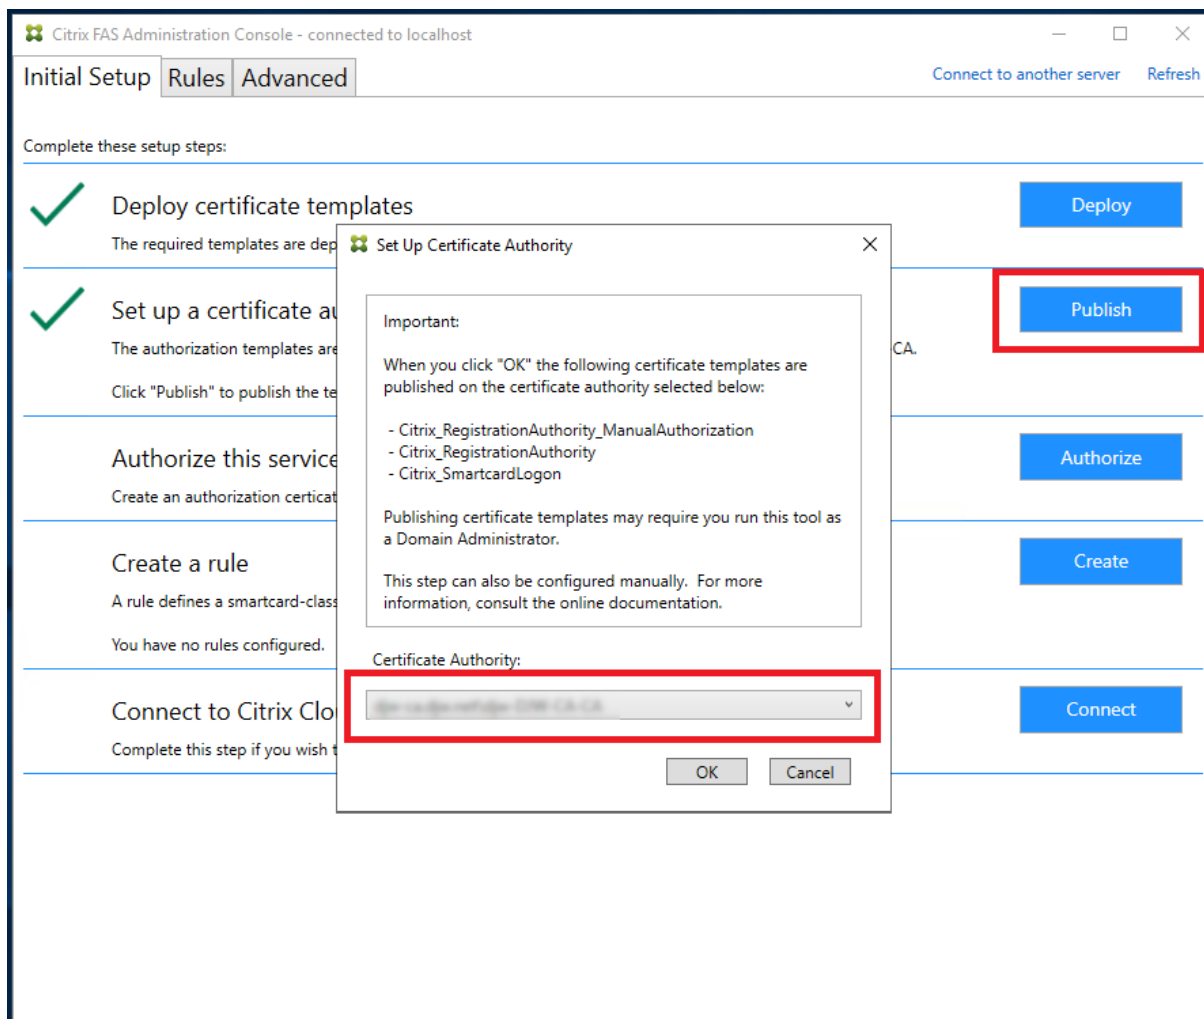 Citrix FAS Administration Console - connected to localhost
Initial Setup Rules Advanced
Connect to another server Refresh
Complete these setup steps:
Deploy certificate templates
The required templates are dep
Deploy
Set up a certificate au
The authorization templates are
CA.
Click "Publish" to publish the te
Publish
Authorize this service
Create an authorization certicat
Authorize
Create a rule
A rule defines a smartcard-class
You have no rules configured.
Create
Connect to Citrix Clo
Complete this step if you wish t
Connect
Set Up Certificate Authority
Important:
When you click "OK" the following certificate templates are
published on the certificate authority selected below:
- Citrix_RegistrationAuthority_ManualAuthorization
- Citrix_RegistrationAuthority
- Citrix_SmartcardLogon
Publishing certificate templates may require you run this tool as
a Domain Administrator.
This step can also be configured manually. For more
information, consult the online documentation.
Certificate Authority:
OK Cancel